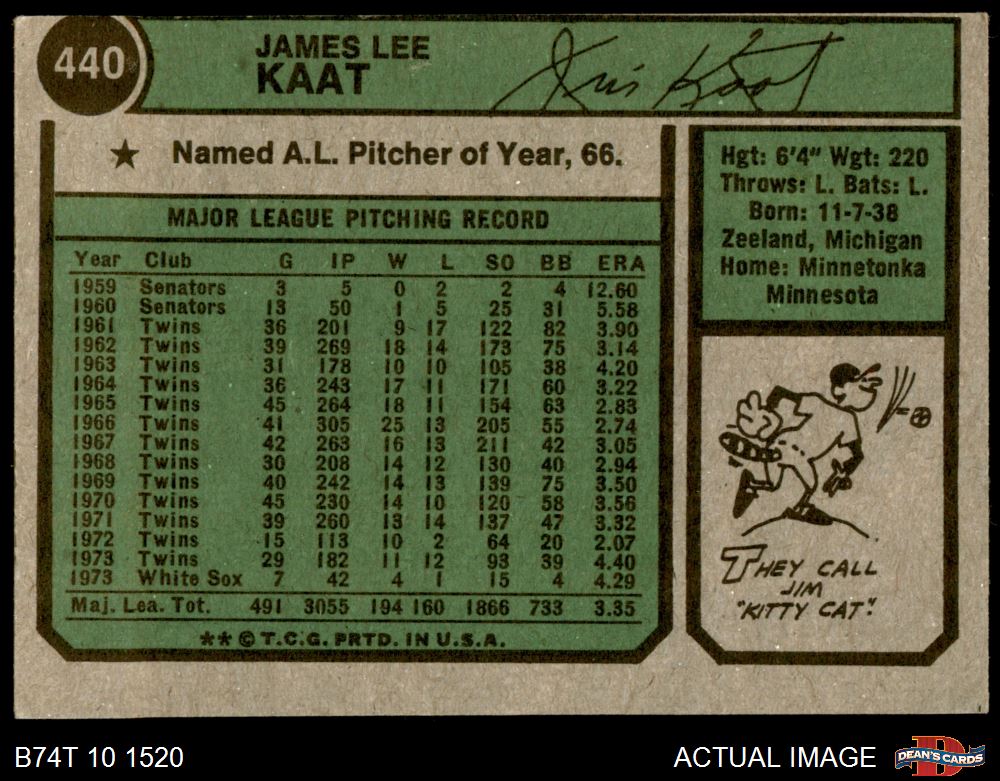 440
JAMES LEE
KAAT
Jim Kaat
★ Named A.L. Pitcher of Year, 66.
MAJOR LEAGUE PITCHING RECORD
Year Club G IP W L SO BB ERA
1959 Senators 3 5 0 2 2 4 12.60
1960 Senators 13 50 1 5 25 31 5.58
1961 Twins 36 201 9 17 122 82 3.90
1962 Twins 39 269 18 14 173 75 3.14
1963 Twins 31 178 10 10 105 38 4.20
1964 Twins 36 243 17 11 171 60 3.22
1965 Twins 45 264 18 11 154 63 2.83
1966 Twins 41 305 25 13 205 55 2.74
1967 Twins 42 263 16 13 211 42 3.05
1968 Twins 30 208 14 12 130 40 2.94
1969 Twins 40 242 14 13 139 75 3.50
1970 Twins 45 230 14 10 120 58 3.56
1971 Twins 39 260 13 14 137 47 3.32
1972 Twins 15 113 10 2 64 20 2.07
1973 Twins 29 182 11 12 93 39 4.40
1973 White Sox 7 42 4 1 15 4 4.29
Maj. Lea. Tot. 491 3055 194 160 1866 733 3.35
** © T.C.G. PRTD. IN U.S.A.
Hgt: 6'4" Wgt: 220
Throws: L. Bats: L.
Born: 11-7-38
Zeeland, Michigan
Home: Minnetonka
Minnesota
THEY CALL
JIM
"KITTY CAT".
B74T 10 1520
ACTUAL IMAGE
DEAN'S CARDS